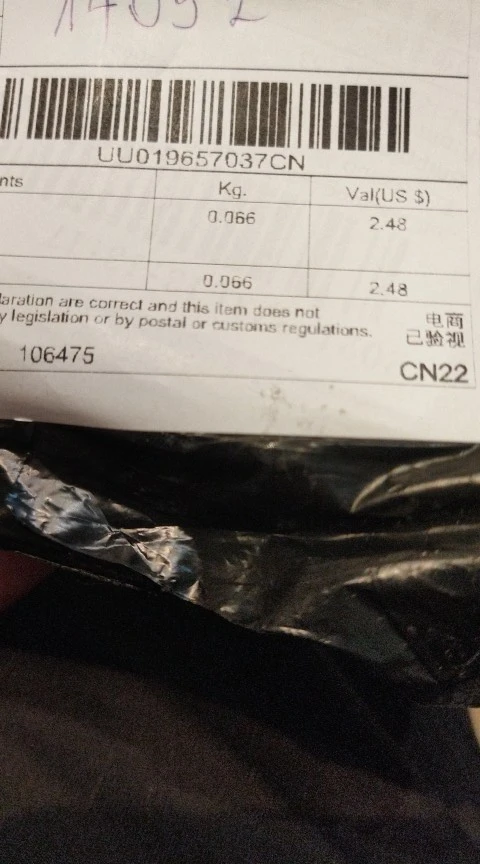 UU019657037CN
Kg.
Val(US $)
0.066
2.48
0.066
2.48
are correct and this item does not
legislation or by postal or customs regulations.
电商
已验视
106475
CN22